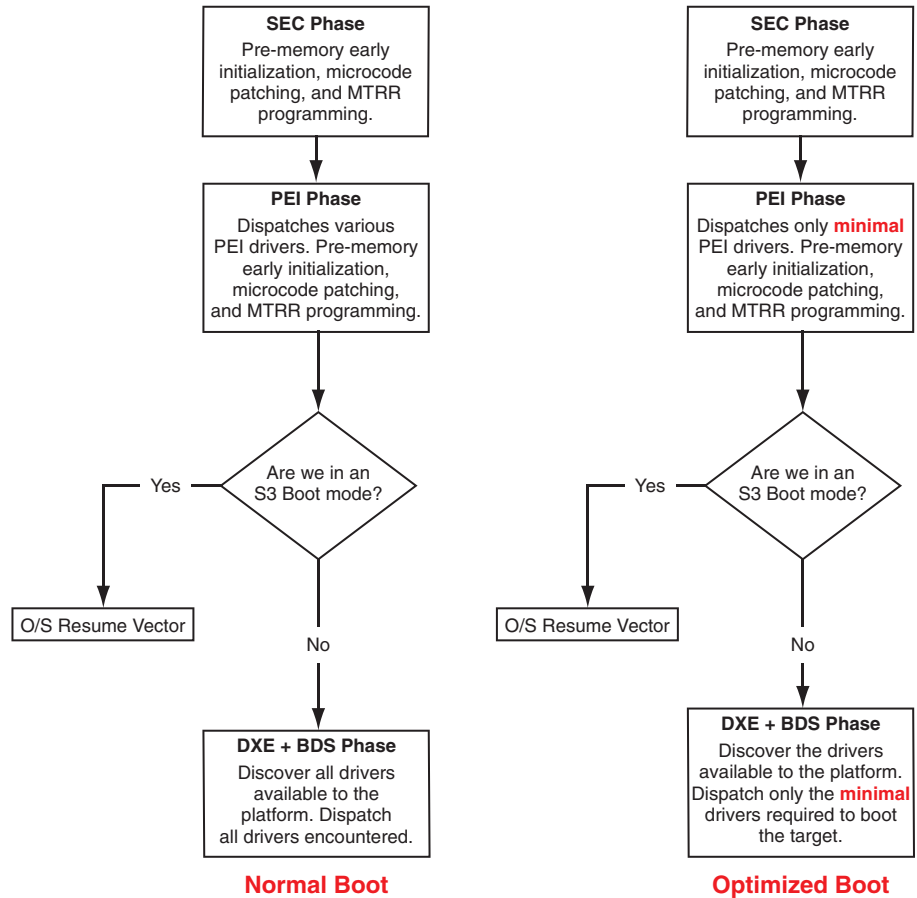 SEC Phase
Pre-memory early
initialization, microcode
patching, and MTRR
programming.
PEI Phase
Dispatches various
PEI drivers. Pre-memory
early initialization,
microcode patching,
and MTRR programming.
Are we in an
S3 Boot mode?
Yes
O/S Resume Vector
No
DXE + BDS Phase
Discover all drivers
available to the
platform. Dispatch
all drivers encountered.
Normal Boot
SEC Phase
Pre-memory early
initialization, microcode
patching, and MTRR
programming.
PEI Phase
Dispatches only minimal
PEI drivers. Pre-memory
early initialization,
microcode patching,
and MTRR programming.
Are we in an
S3 Boot mode?
Yes
O/S Resume Vector
No
DXE + BDS Phase
Discover the drivers
available to the platform.
Dispatch only the minimal
drivers required to boot
the target.
Optimized Boot